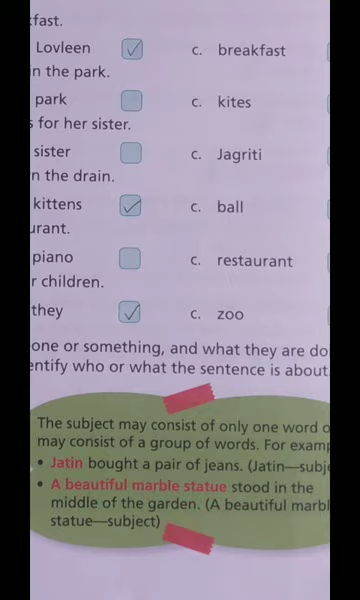 fast.
Lovleen c. breakfast
in the park.
park c. kites
s for her sister.
sister c. Jagriti
n the drain.
kittens c. ball
urant.
piano c. restaurant
r children.
they c. zoo
one or something, and what they are do
entify who or what the sentence is about
The subject may consist of only one word o
may consist of a group of words. For examp
• Jatin bought a pair of jeans. (Jatin—subje
• A beautiful marble statue stood in the
middle of the garden. (A beautiful marbl
statue—subject)